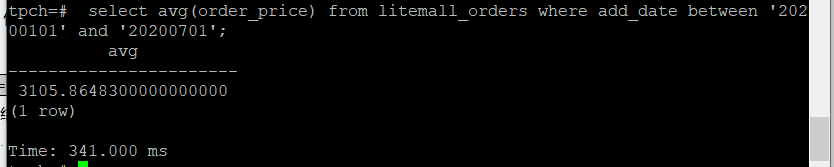 tpch=#  select avg(order_price) from litemall_orders where add_date between '202
00101' and '20200701';
          avg
-----------------------
 3105.8648300000000000
(1 row)
Time: 341.000 ms